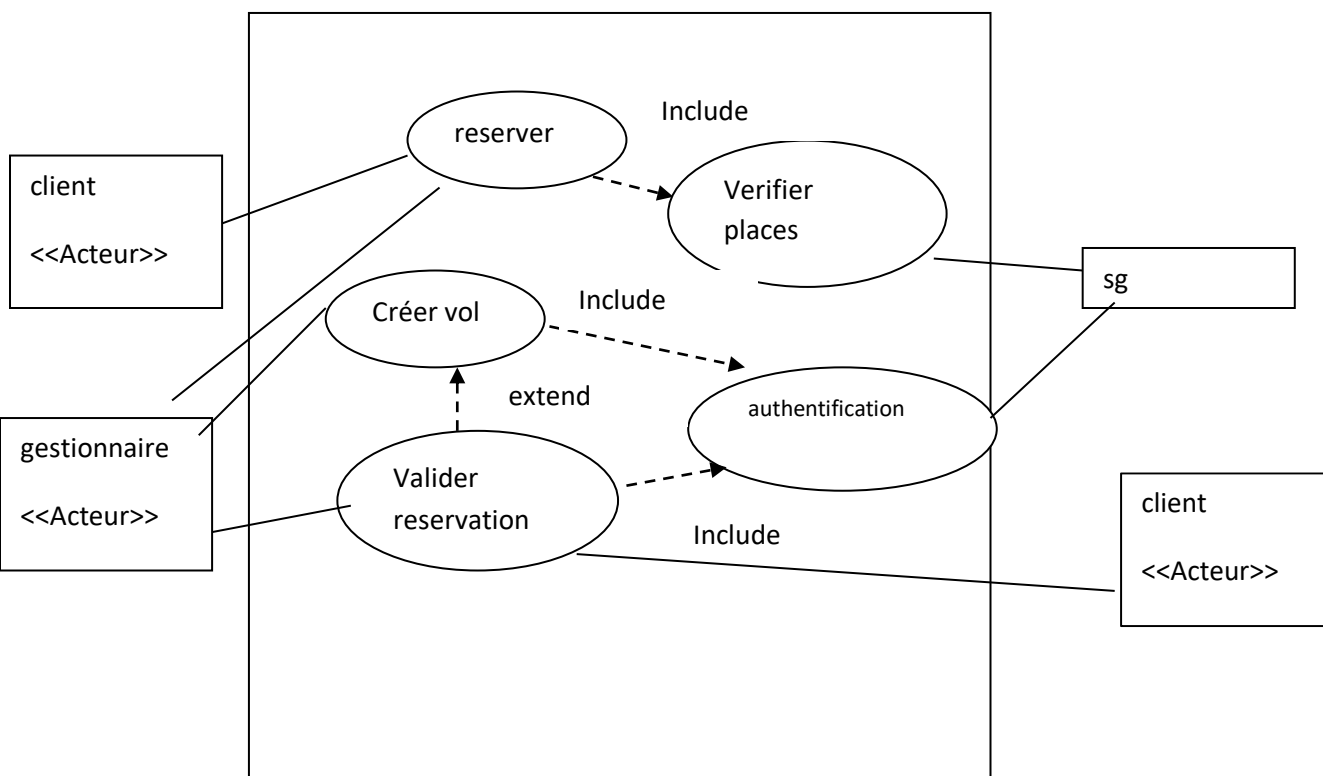 reserver
Include
client
<<Acteur>>
Verifier
places
sg
Créer vol
Include
extend
authentification
gestionnaire
<<Acteur>>
Valider
reservation
Include
client
<<Acteur>>